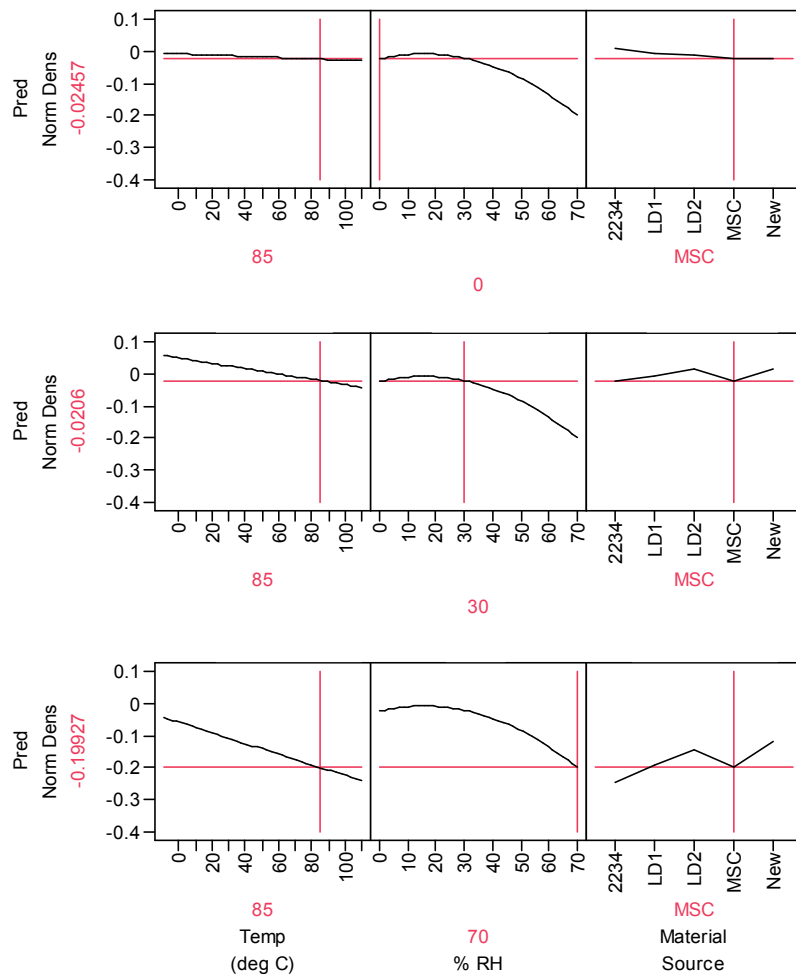 0.1
0
-0.1
-0.2
-0.3
-0.4
Pred
Norm Dens
-0.02457
0 20 40 60 80 100
0 10 20 30 40 50 60 70
2234 LD1 LD2 MSC New
85
0
MSC
0.1
0
-0.1
-0.2
-0.3
-0.4
Pred
Norm Dens
-0.0206
0 20 40 60 80 100
0 10 20 30 40 50 60 70
2234 LD1 LD2 MSC New
85
30
MSC
0.1
0
-0.1
-0.2
-0.3
-0.4
Pred
Norm Dens
-0.19927
0 20 40 60 80 100
0 10 20 30 40 50 60 70
2234 LD1 LD2 MSC New
85
Temp
(deg C)
70
% RH
MSC
Material
Source